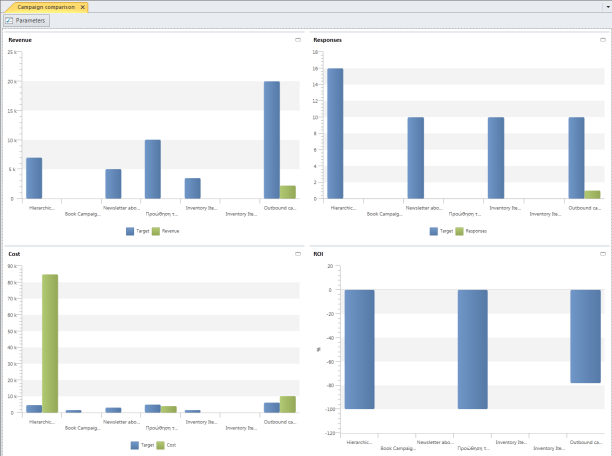 Campaign comparison
Parameters
Revenue
25 k
20 k
15 k
10 k
5 k
0
Hierarchic...
Book Campaig...
Newsletter abo...
Προώθηση τ...
Inventory Ite...
Inventory Ite...
Outbound ca...
Target Revenue
Responses
18
16
14
12
10
8
6
4
2
0
Hierarchic...
Book Campaig...
Newsletter abo...
Προώθηση τ...
Inventory Ite...
Inventory Ite...
Outbound ca...
Target Responses
Cost
90 k
80 k
70 k
60 k
50 k
40 k
30 k
20 k
10 k
0
Hierarchic...
Book Campaig...
Newsletter abo...
Προώθηση τ...
Inventory Ite...
Inventory Ite...
Outbound ca...
Target Cost
ROI
20
0
-20
-40
-60
-80
-100
-120
%
Hierarchic...
Book Campaig...
Newsletter abo...
Προώθηση τ...
Inventory Ite...
Inventory Ite...
Outbound ca...